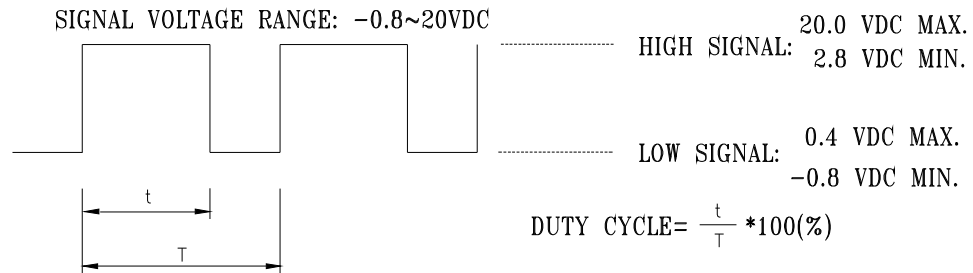 SIGNAL VOLTAGE RANGE: -0.8~20VDC
HIGH SIGNAL: 20.0 VDC MAX.
2.8 VDC MIN.
LOW SIGNAL: 0.4 VDC MAX.
-0.8 VDC MIN.
t
T
DUTY CYCLE= t/T *100(%)